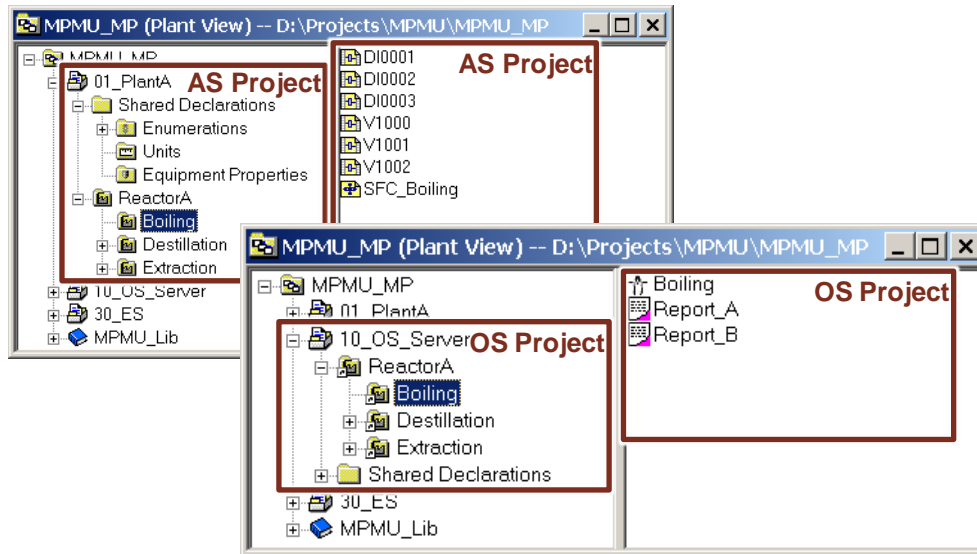 MPMU_MP (Plant View) -- D:\Projects\MPMU\MPMU_MP
MPMU_MP
01_PlantA
AS Project
Shared Declarations
Enumerations
Units
Equipment Properties
ReactorA
Boiling
Destillation
Extraction
10_OS_Server
30_ES
MPMU_Lib
DI0001
AS Project
DI0002
DI0003
V1000
V1001
V1002
SFC_Boiling
MPMU_MP (Plant View) -- D:\Projects\MPMU\MPMU_MP
MPMU_MP
01_PlantA
10_OS_Server
OS Project
ReactorA
Boiling
Destillation
Extraction
Shared Declarations
30_ES
MPMU_Lib
Boiling
OS Project
Report_A
Report_B